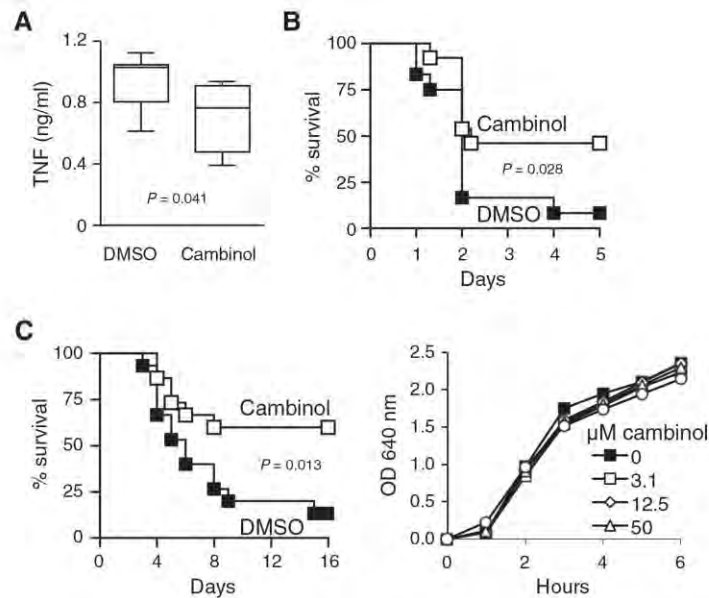 A
TNF (ng/ml)
1.2
0.8
0.4
0
P = 0.041
DMSO
Cambinol
B
% survival
100
75
50
25
0
Cambinol
P = 0.028
DMSO
0 1 2 3 4 5
Days
C
% survival
100
75
50
25
0
Cambinol
P = 0.013
DMSO
0 4 8 12 16
Days
OD 640 nm
2.5
2.0
1.5
1.0
0.5
0.0
µM cambinol
0
3.1
12.5
50
0 2 4 6
Hours